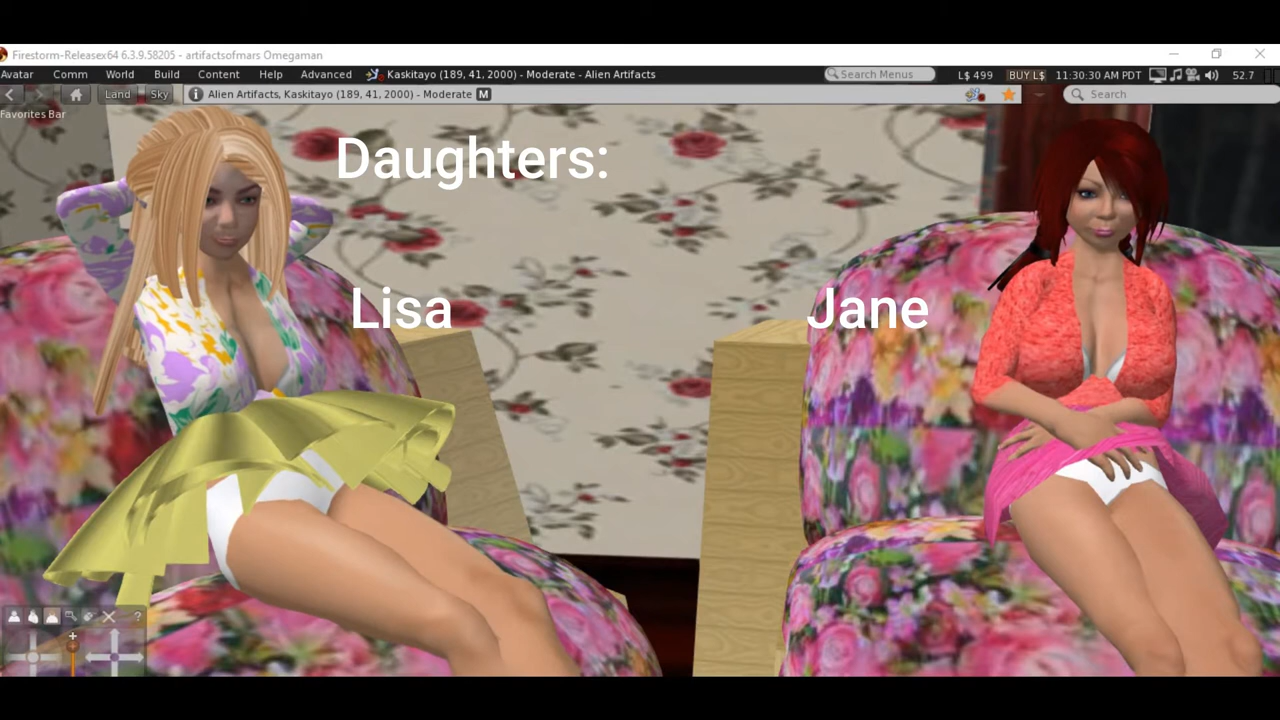 Firestorm-Releasex64 6.3.9.58205 - artifactsofmars Omegaman
Avatar Comm World Build Content Help Advanced Kaskitayo (189, 41, 2000) - Moderate - Alien Artifacts Search Menus L$ 499 BUY L$ 11:30:30 AM PDT 52.7
Land Sky Alien Artifacts, Kaskitayo (189, 41, 2000) - Moderate M Search
Favorites Bar
Daughters:
Lisa Jane
?